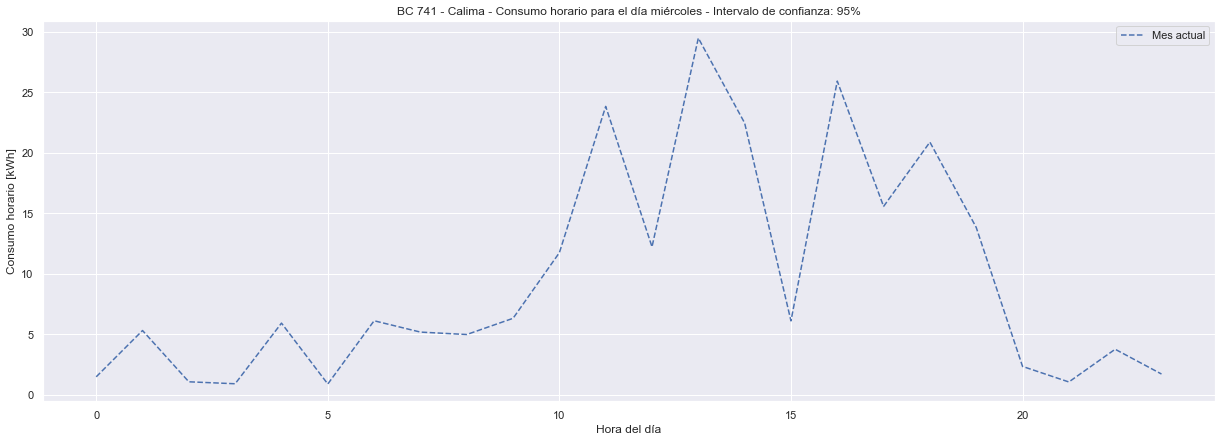 BC 741 - Calima - Consumo horario para el día miércoles - Intervalo de confianza: 95%
Mes actual
Consumo horario [kWh]
30
25
20
15
10
5
0
0 5 10 15 20
Hora del día